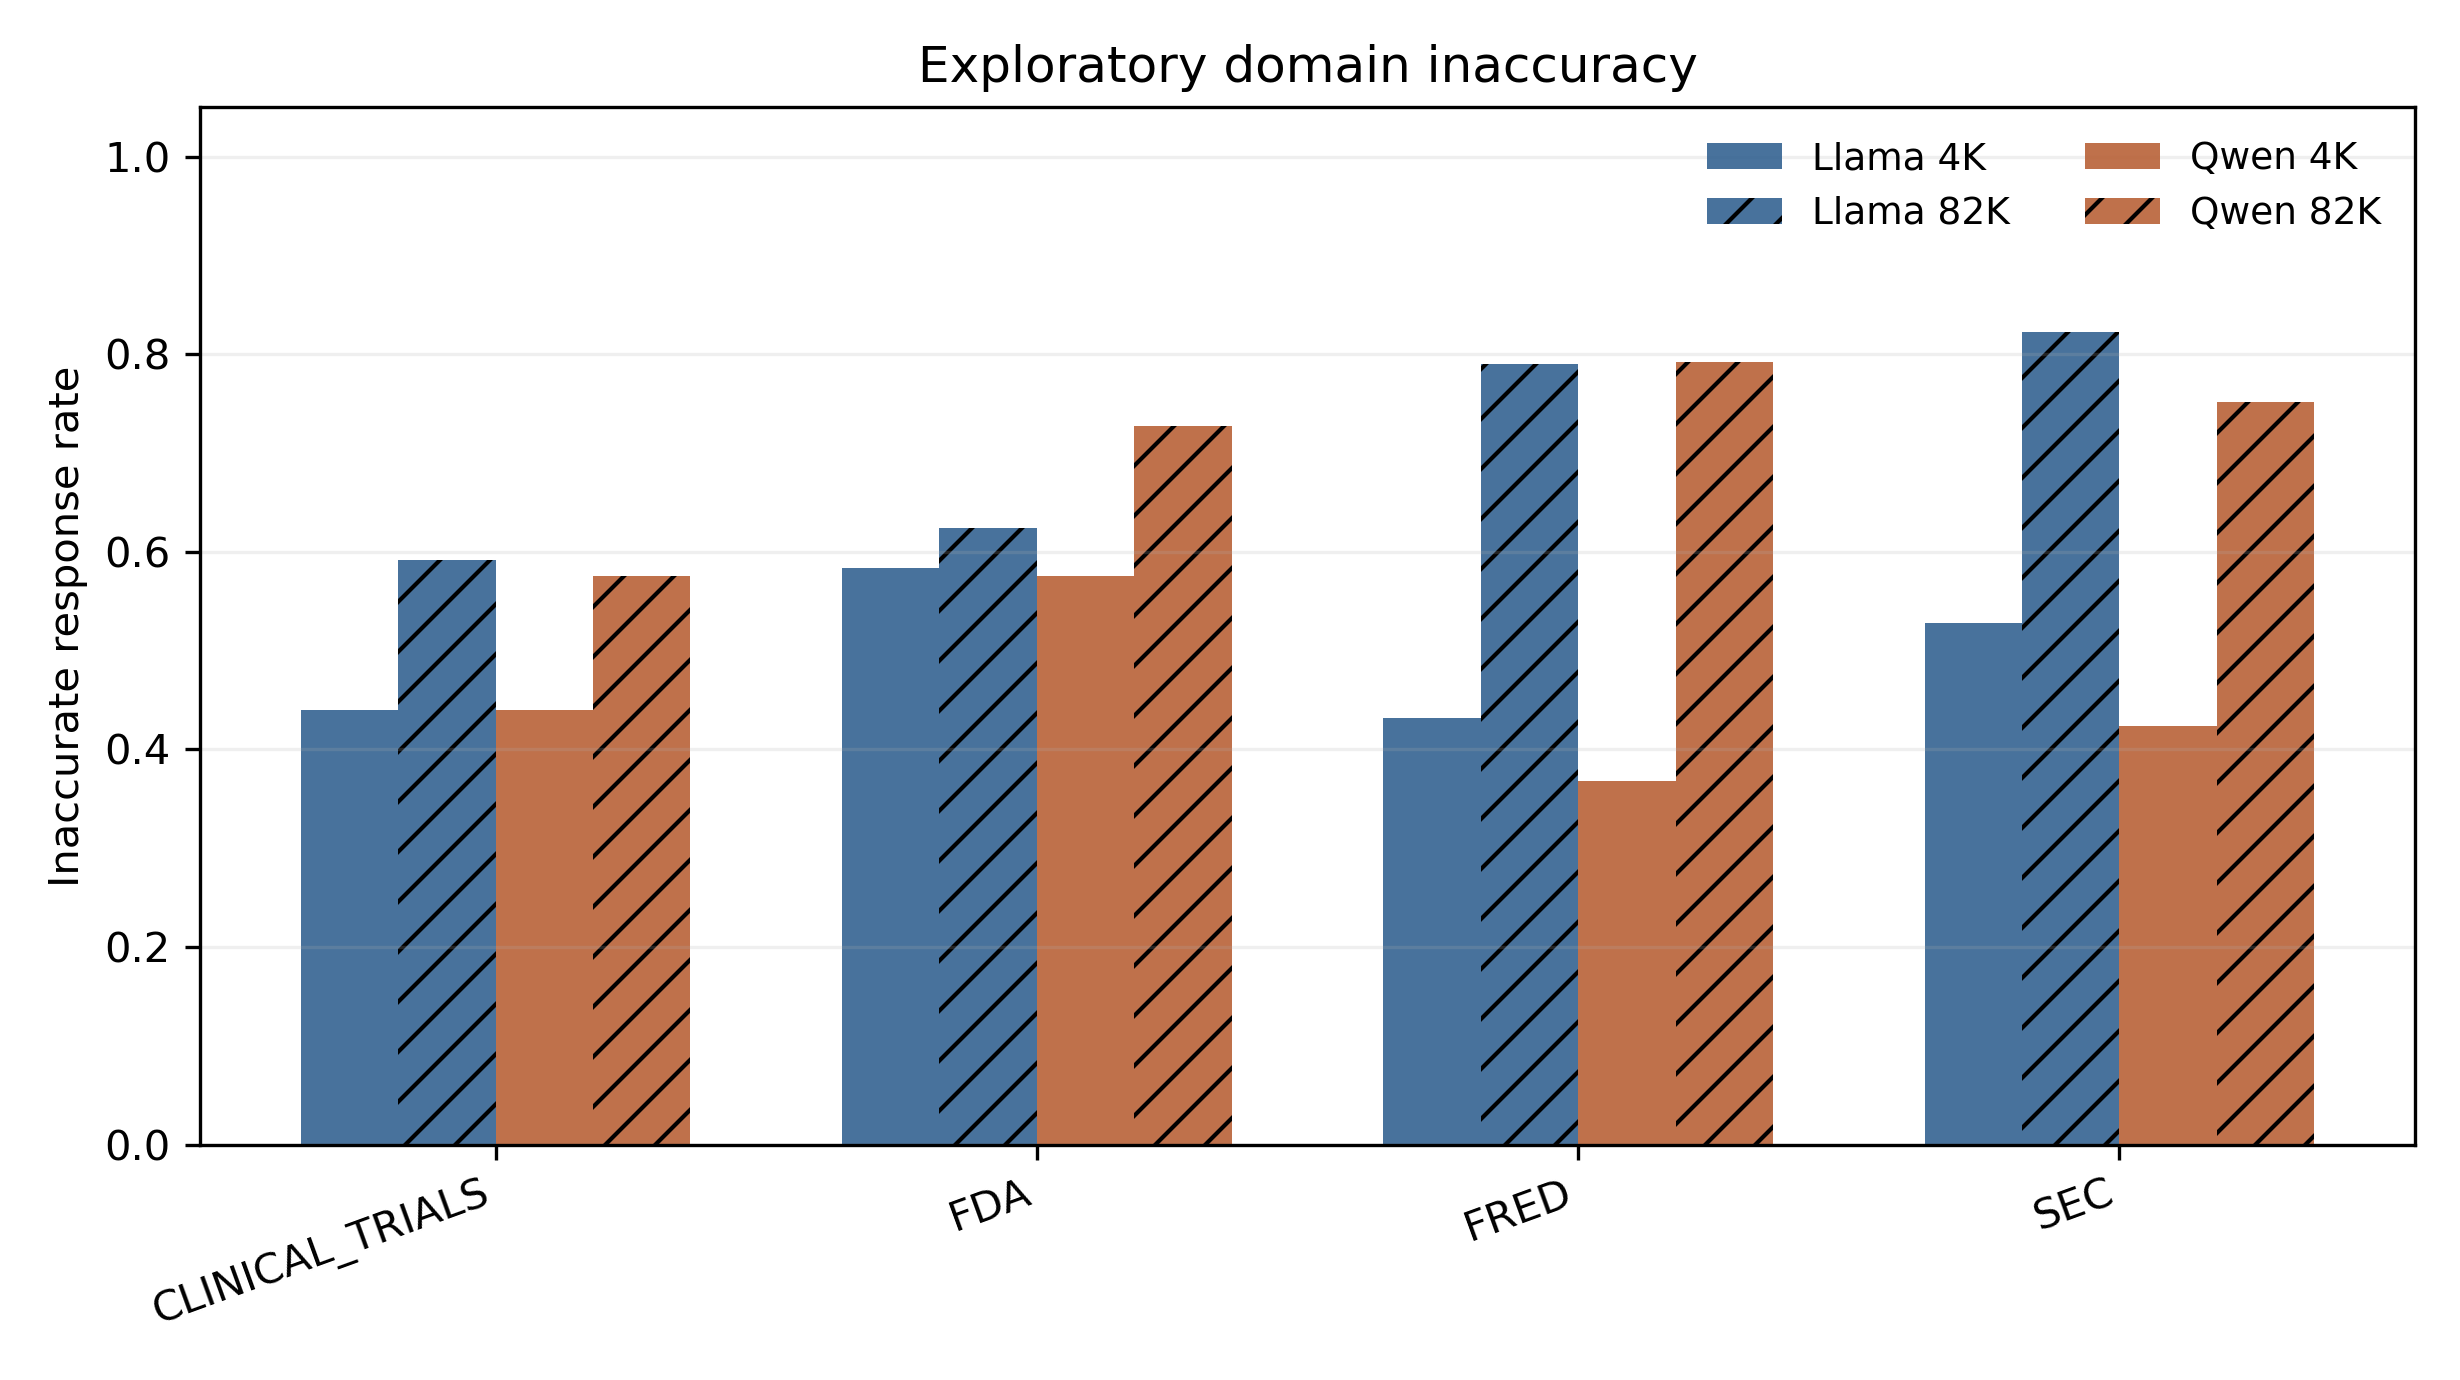 Exploratory domain inaccuracy
Llama 4K
Llama 82K
Qwen 4K
Qwen 82K
Inaccurate response rate
1.0
0.8
0.6
0.4
0.2
0.0
CLINICAL_TRIALS
FDA
FRED
SEC